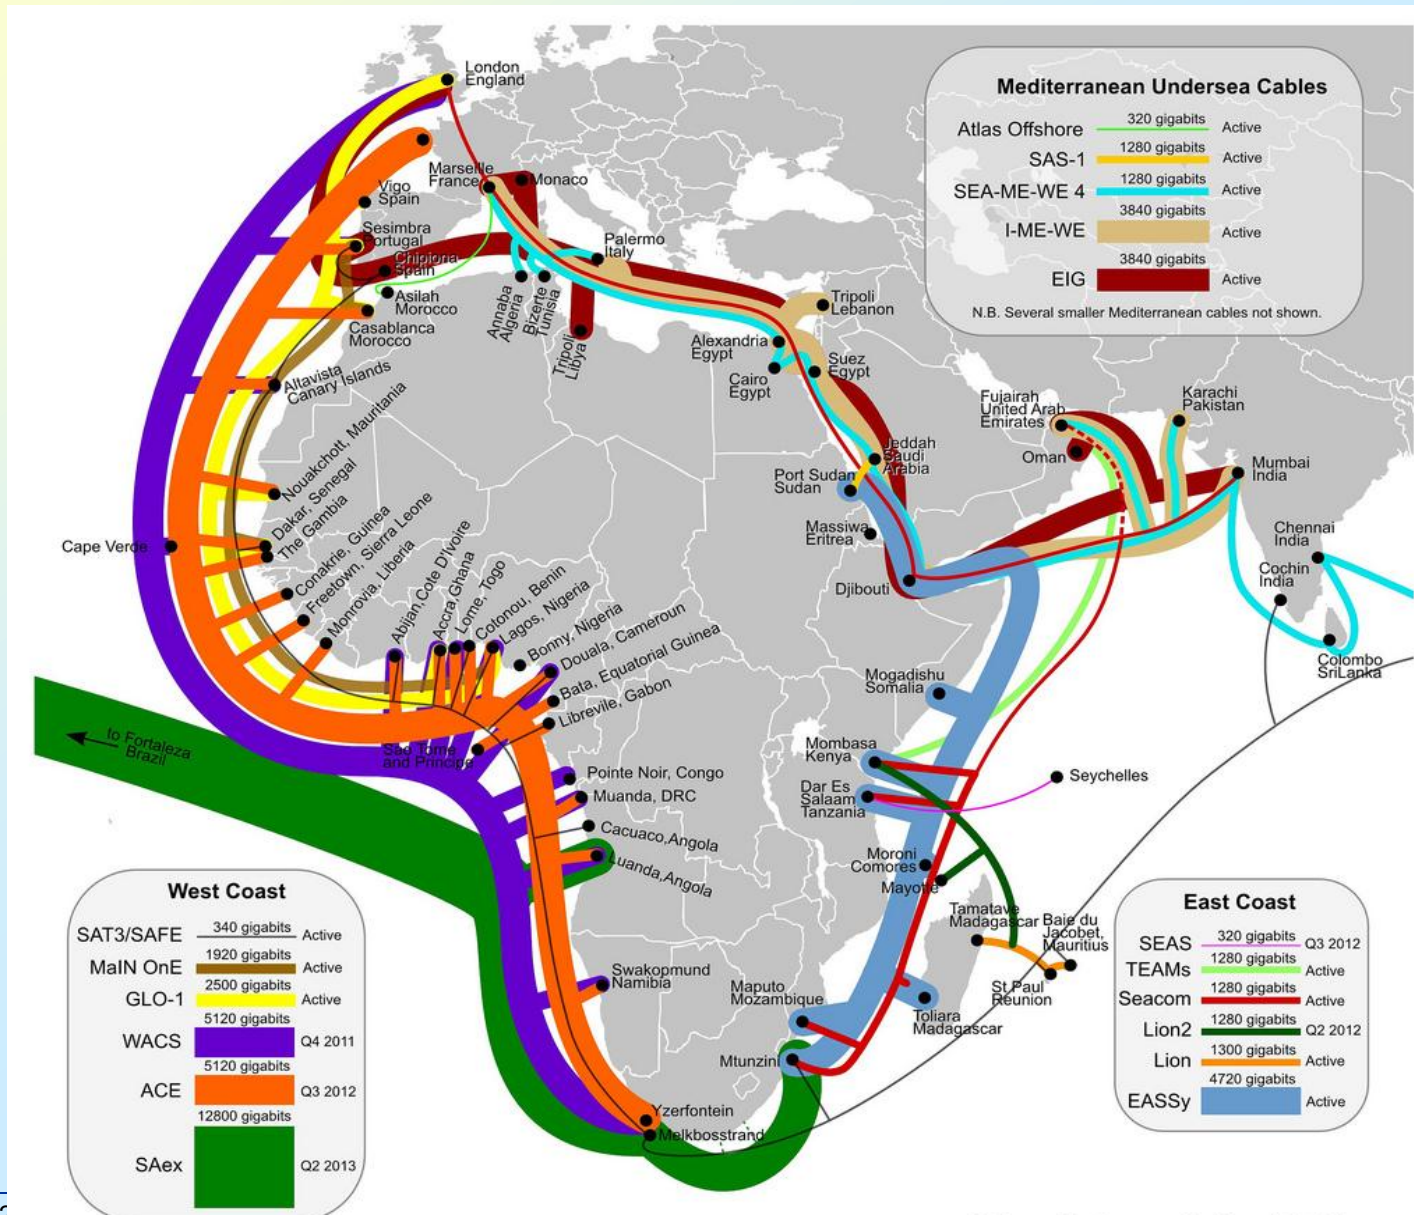 London
England
Marseille
France
Monaco
Vigo
Spain
Sesimbra
Portugal
Chipiona
Spain
Asilah
Morocco
Casablanca
Morocco
Annaba
Algeria
Bizerte
Tunisia
Tripoli
Libya
Palermo
Italy
Tripoli
Lebanon
Alexandria
Egypt
Cairo
Egypt
Suez
Egypt
Altavista
Canary Islands
Mediterranean Undersea Cables
Atlas Offshore 320 gigabits Active
SAS-1 1280 gigabits Active
SEA-ME-WE 4 1280 gigabits Active
I-ME-WE 3840 gigabits Active
EIG 3840 gigabits Active
N.B. Several smaller Mediterranean cables not shown.
Fujairah
United Arab
Emirates
Oman
Karachi
Pakistan
Mumbai
India
Chennai
India
Cochin
India
Colombo
SriLanka
Jeddah
Saudi
Arabia
Port Sudan
Sudan
Massiwa
Eritrea
Djibouti
Nouakchott, Mauritania
Dakar, Senegal
The Gambia
Cape Verde
Conakrie, Guinea
Freetown, Sierra Leone
Monrovia, Liberia
Abijan,Cote D'Ivoire
Accra,Ghana
Lome, Togo
Cotonou, Benin
Lagos, Nigeria
Bonny, Nigeria
Douala, Cameroun
Bata, Equatorial Guinea
Librevile, Gabon
Sao Tome
and Principe
to Fortaleza
Brazil
Pointe Noir, Congo
Muanda, DRC
Cacuaco,Angola
Luanda,Angola
Swakopmund
Namibia
Yzerfontein
Melkbosstrand
Mogadishu
Somalia
Mombasa
Kenya
Dar Es
Salaam
Tanzania
Seychelles
Moroni
Comores
Mayotte
Tamatave
Madagascar
Baie du
Jacobet,
Mauritius
St Paul
Reunion
Maputo
Mozambique
Toliara
Madagascar
Mtunzini
West Coast
SAT3/SAFE 340 gigabits Active
MaIN OnE 1920 gigabits Active
GLO-1 2500 gigabits Active
WACS 5120 gigabits Q4 2011
ACE 5120 gigabits Q3 2012
SAex 12800 gigabits Q2 2013
East Coast
SEAS 320 gigabits Q3 2012
TEAMs 1280 gigabits Active
Seacom 1280 gigabits Active
Lion2 1280 gigabits Q2 2012
Lion 1300 gigabits Active
EASSy 4720 gigabits Active